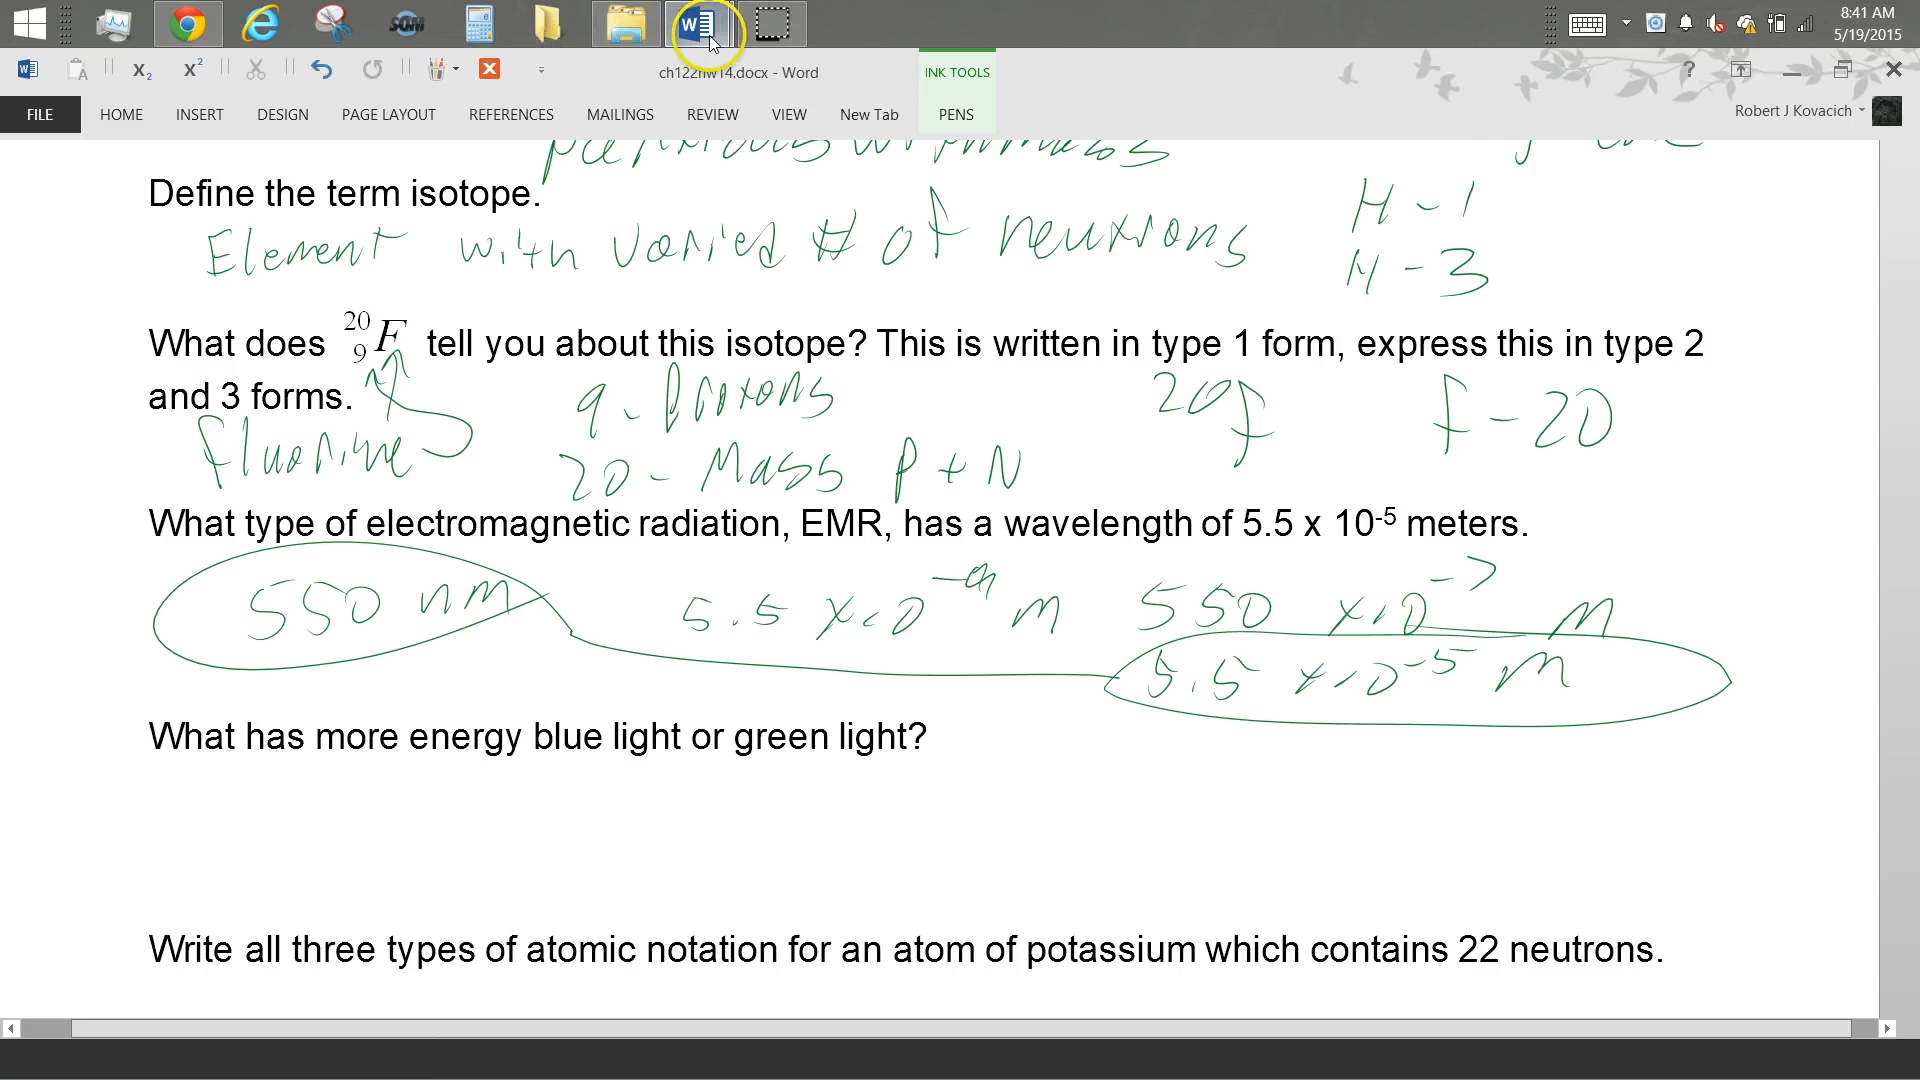 8:41 AM
5/19/2015
SOM
ch122hw14.docx - Word
INK TOOLS
Robert J Kovacich
FILE HOME INSERT DESIGN PAGE LAYOUT REFERENCES MAILINGS REVIEW VIEW New Tab PENS
Define the term isotope.
Element with varied # of neutrons
H - 1
H - 3
What does ²⁰₉F tell you about this isotope? This is written in type 1 form, express this in type 2
and 3 forms.
9 - Protons
²⁰F
F - 20
Fluorine
20 - Mass P + N
What type of electromagnetic radiation, EMR, has a wavelength of 5.5 x 10⁻⁵ meters.
550 nm
5.5 x 10 m
550 x 10⁻⁷ m
5.5 x 10⁻⁵ m
What has more energy blue light or green light?
Write all three types of atomic notation for an atom of potassium which contains 22 neutrons.